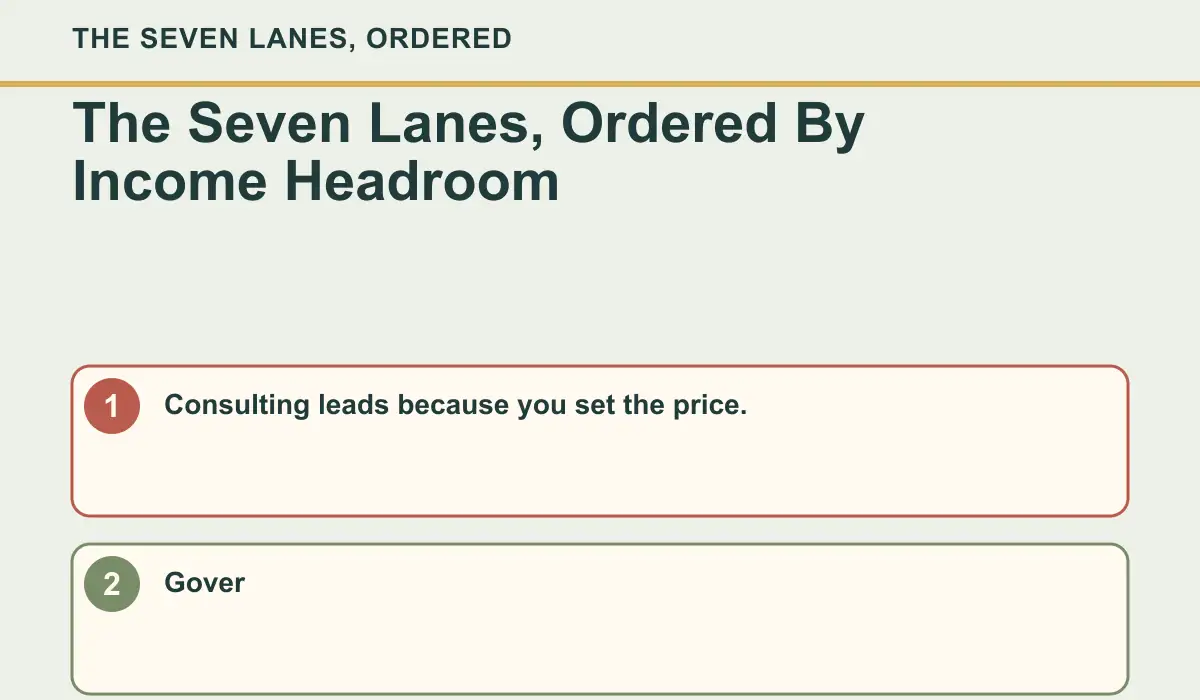 THE SEVEN LANES, ORDERED
The Seven Lanes, Ordered By
Income Headroom
1
Consulting leads because you set the price.
2
Gover